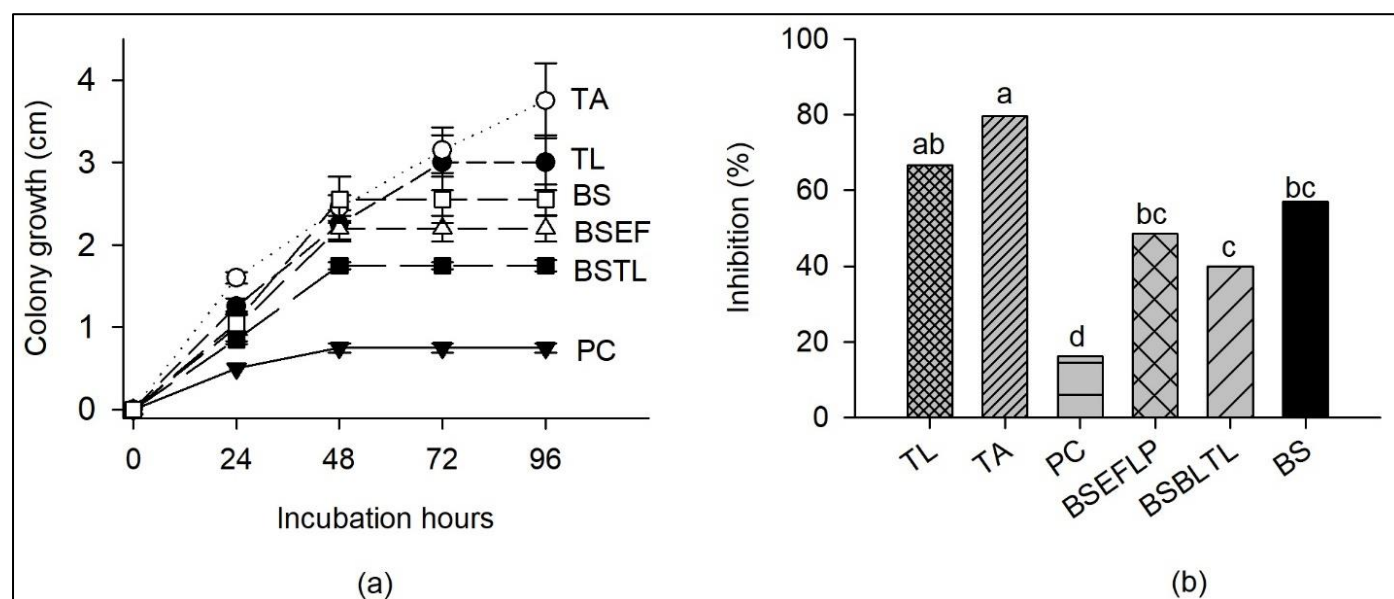 Colony growth (cm)
4
3
2
1
0
0 24 48 72 96
Incubation hours
TA
TL
BS
BSEF
BSTL
PC
(a)
Inhibition (%)
100
80
60
40
20
0
ab a d bc c bc
TL TA PC BSEFLP BSBLTL BS
(b)